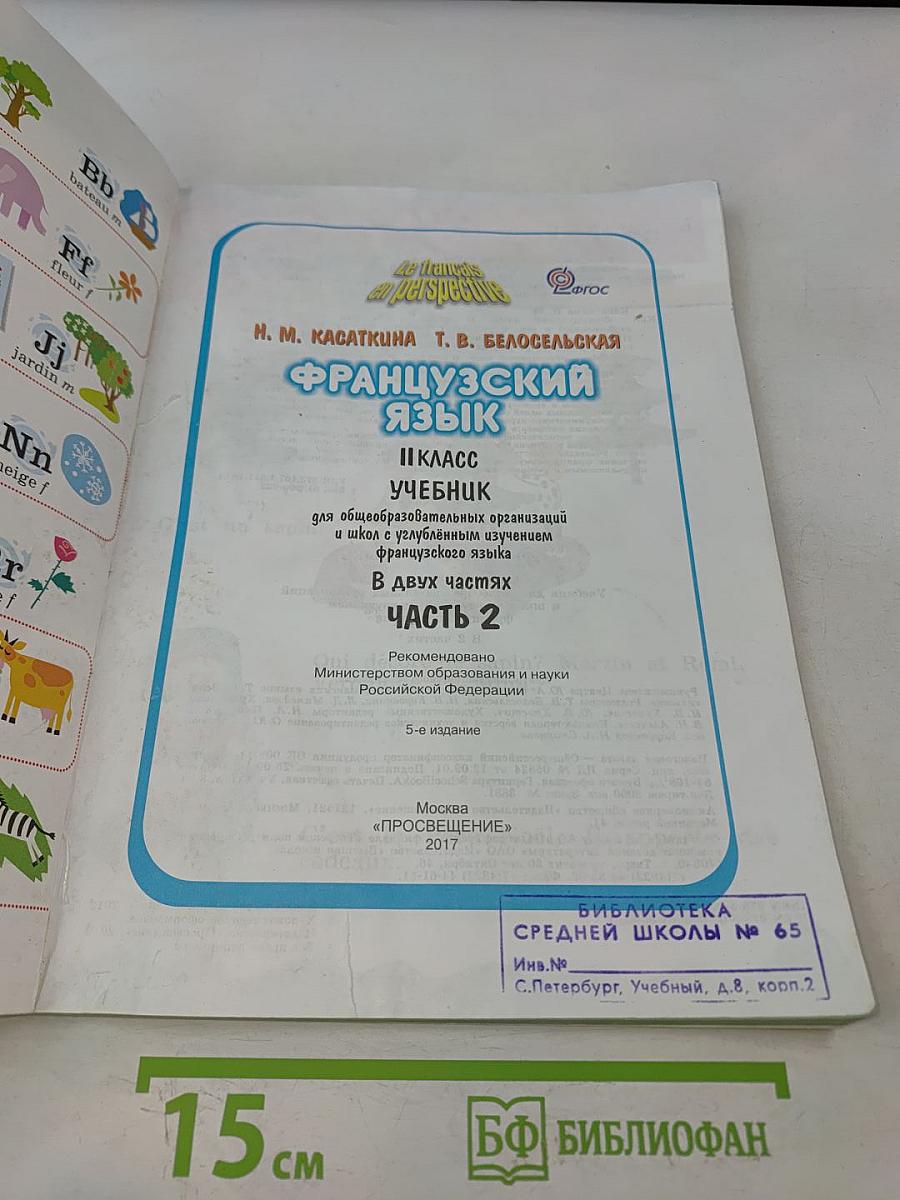 Bb
bateau m
Ff
fleur f
Jj
jardin m
Nn
neige f
Le français
en perspective
ФГОС
Н. М. КАСАТКИНА Т. В. БЕЛОСЕЛЬСКАЯ
ФРАНЦУЗСКИЙ
ЯЗЫК
II КЛАСС
УЧЕБНИК
для общеобразовательных организаций
и школ с углублённым изучением
французского языка
В двух частях
ЧАСТЬ 2
Рекомендовано
Министерством образования и науки
Российской Федерации
5-е издание
Москва
«ПРОСВЕЩЕНИЕ»
2017
БИБЛИОТЕКА
СРЕДНЕЙ ШКОЛЫ № 65
Инв.№
С.Петербург, Учебный, д.8, корп.2
15 см
БФ БИБЛИОФАН